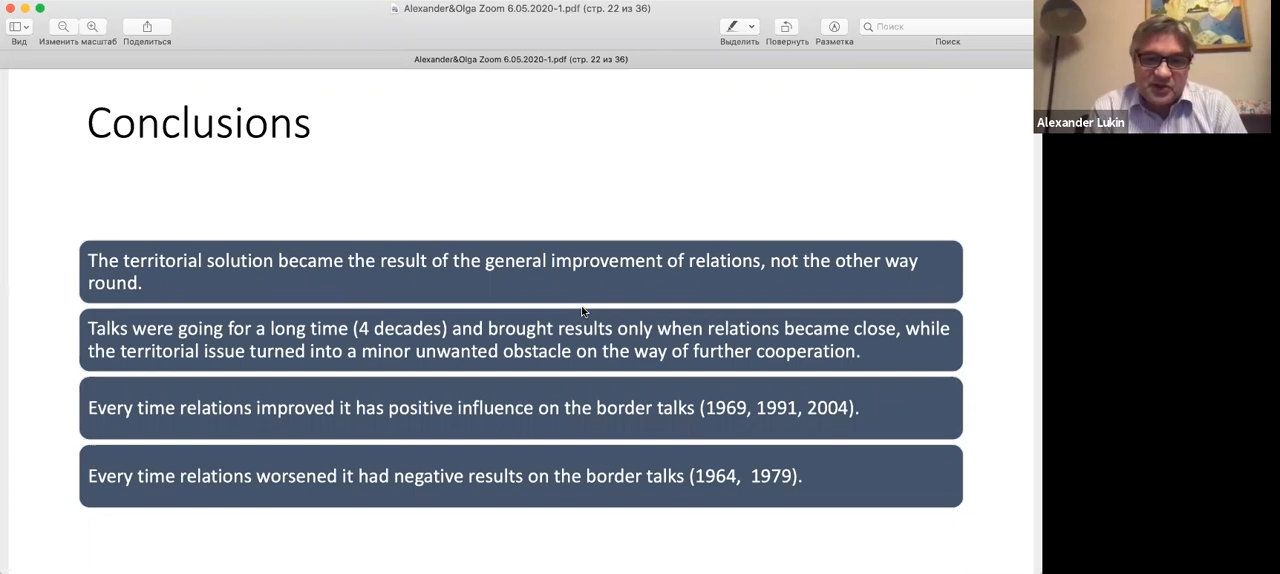 Alexander&Olga Zoom 6.05.2020-1.pdf (стр. 22 из 36)
Вид
Изменить масштаб
Поделиться
Выделить
Повернуть
Разметка
Поиск
Поиск
Alexander&Olga Zoom 6.05.2020-1.pdf (стр. 22 из 36)
Alexander Lukin
Conclusions
The territorial solution became the result of the general improvement of relations, not the other way
round.
Talks were going for a long time (4 decades) and brought results only when relations became close, while
the territorial issue turned into a minor unwanted obstacle on the way of further cooperation.
Every time relations improved it has positive influence on the border talks (1969, 1991, 2004).
Every time relations worsened it had negative results on the border talks (1964, 1979).